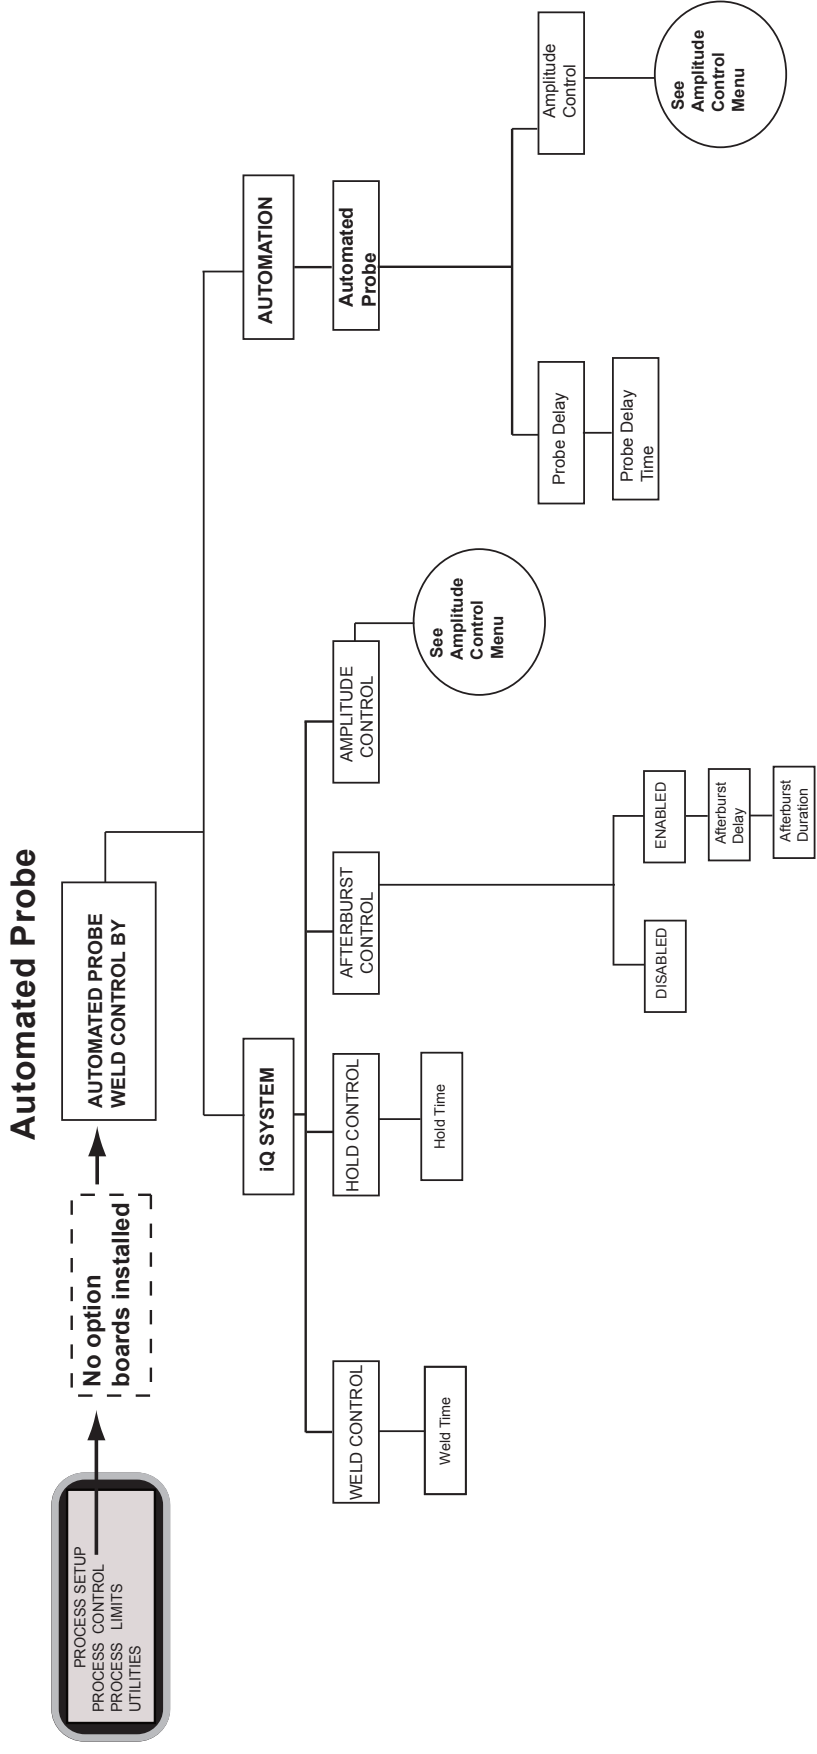 Automated Probe
PROCESS SETUP
PROCESS CONTROL
PROCESS LIMITS
UTILITIES
No option
boards installed
AUTOMATED PROBE
WELD CONTROL BY
iQ SYSTEM
AUTOMATION
WELD CONTROL
Weld Time
HOLD CONTROL
Hold Time
AFTERBURST
CONTROL
DISABLED
ENABLED
Afterburst
Delay
Afterburst
Duration
AMPLITUDE
CONTROL
See
Amplitude
Control
Menu
Automated
Probe
Probe Delay
Probe Delay
Time
Amplitude
Control
See
Amplitude
Control
Menu